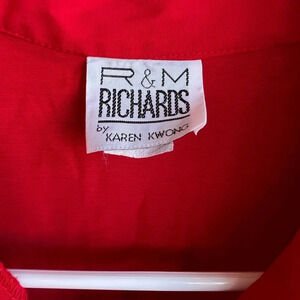 R & M
RICHARDS
by
KAREN KWONG